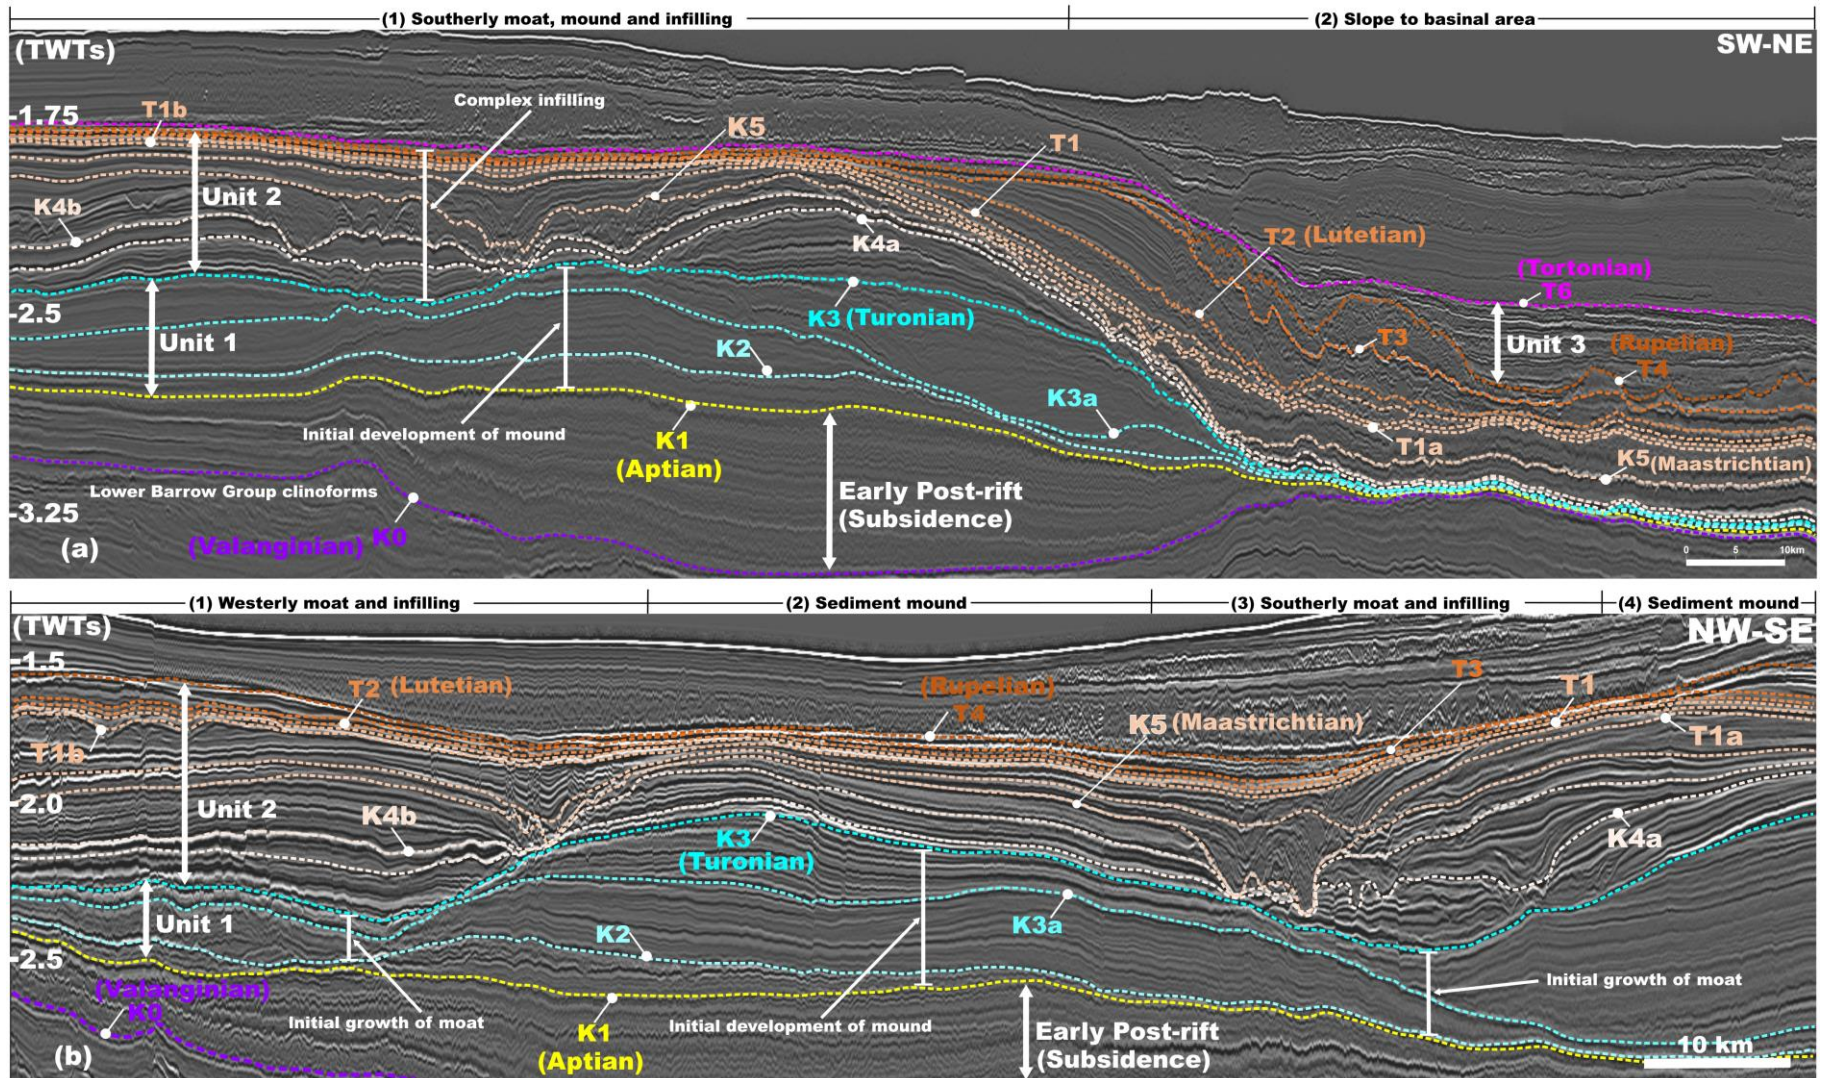 (1) Southerly moat, mound and infilling
(2) Slope to basinal area
(TWTs)
SW-NE
-1.75
T1b
Complex infilling
K5
T1
Unit 2
K4b
K4a
T2 (Lutetian)
(Tortonian)
T6
-2.5
K3 (Turonian)
Unit 1
K2
T3
Unit 3
(Rupelian)
T4
K3a
Initial development of mound
K1
(Aptian)
T1a
K5 (Maastrichtian)
Lower Barrow Group clinoforms
Early Post-rift
(Subsidence)
-3.25
(Valanginian) K0
(a)
0 5 10km
(1) Westerly moat and infilling
(2) Sediment mound
(3) Southerly moat and infilling
(4) Sediment mound
(TWTs)
NW-SE
-1.5
T2 (Lutetian)
(Rupelian)
T4
T3
T1
K5 (Maastrichtian)
T1b
T1a
-2.0
Unit 2
K4b
K3
(Turonian)
K4a
Unit 1
K2
K3a
-2.5
(Valanginian)
K0
Initial growth of moat
K1
(Aptian)
Initial development of mound
Initial growth of moat
Early Post-rift
(Subsidence)
10 km
(b)